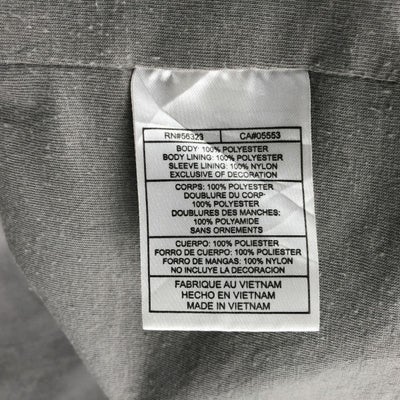 RN#56323 CA#05553
BODY: 100% POLYESTER
BODY LINING: 100% POLYESTER
SLEEVE LINING: 100% NYLON
EXCLUSIVE OF DECORATION
CORPS: 100% POLYESTER
DOUBLURE DU CORP:
100% POLYESTER
DOUBLURES DES MANCHES:
100% POLYAMIDE
SANS ORNEMENTS
CUERPO: 100% POLIESTER
FORRO DE CUERPO: 100% POLIESTER
FORRO DE MANGAS: 100% NYLON
NO INCLUYE LA DECORACION
FABRIQUE AU VIETNAM
HECHO EN VIETNAM
MADE IN VIETNAM